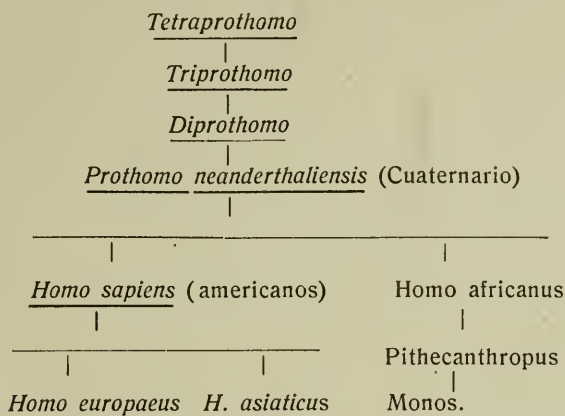 Tetraprothomo
Triprothomo
Diprothomo
Prothomo neanderthaliensis (Cuaternario)
Homo sapiens (americanos) Homo africanus
Pithecanthropus
Homo europaeus H. asiaticus Monos.